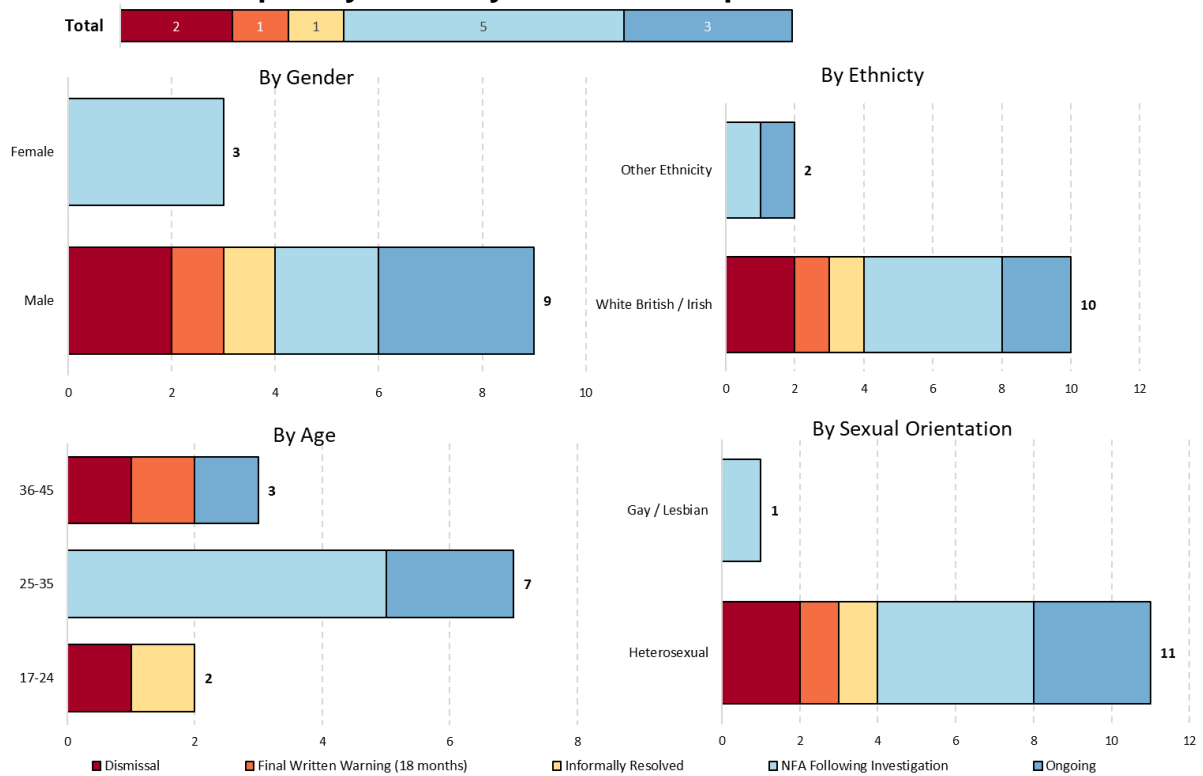 Total
2 1 1 5 3
By Gender
Female
3
Male
9
0 2 4 6 8 10
By Ethnicty
Other Ethnicity
2
White British / Irish
10
0 2 4 6 8 10 12
By Age
36-45
3
25-35
7
17-24
2
0 2 4 6 8
By Sexual Orientation
Gay / Lesbian
1
Heterosexual
11
0 2 4 6 8 10 12
Dismissal Final Written Warning (18 months) Informally Resolved NFA Following Investigation Ongoing